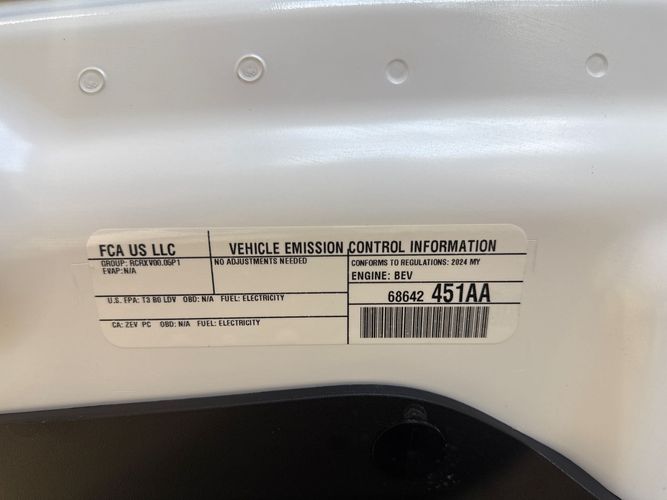 FCA US LLC
VEHICLE EMISSION CONTROL INFORMATION
GROUP: RCRXV00.05P1
EVAP: N/A
NO ADJUSTMENTS NEEDED
CONFORMS TO REGULATIONS: 2024 MY
ENGINE: BEV
U.S. EPA: T3 B0 LDV OBD: N/A FUEL: ELECTRICITY
68642 451AA
CA: ZEV PC OBD: N/A FUEL: ELECTRICITY